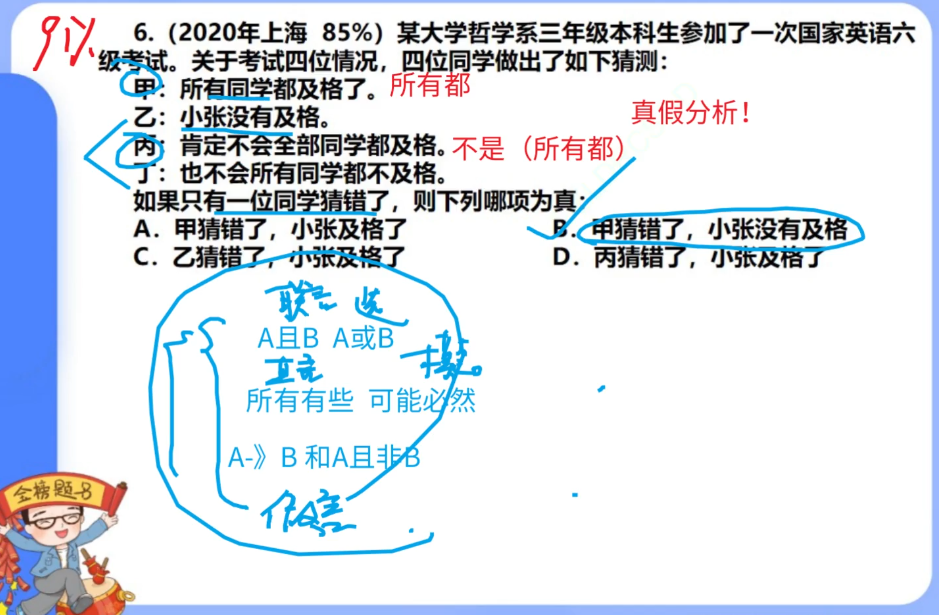 91%
6.（2020年上海 85%）某大学哲学系三年级本科生参加了一次国家英语六
级考试。关于考试四位情况，四位同学做出了如下猜测：
甲：所有同学都及格了。所有都
乙：小张没有及格。
真假分析！
丙：肯定不会全部同学都及格。不是（所有都）
丁：也不会所有同学都不及格。
如果只有一位同学猜错了，则下列哪项为真：
A．甲猜错了，小张及格了 B．甲猜错了，小张没有及格
C．乙猜错了，小张及格了 D．丙猜错了，小张及格了
联言 选
A且B A或B
直言 模。
所有有些 可能必然
A-》B 和A且非B
假言
金榜题-8